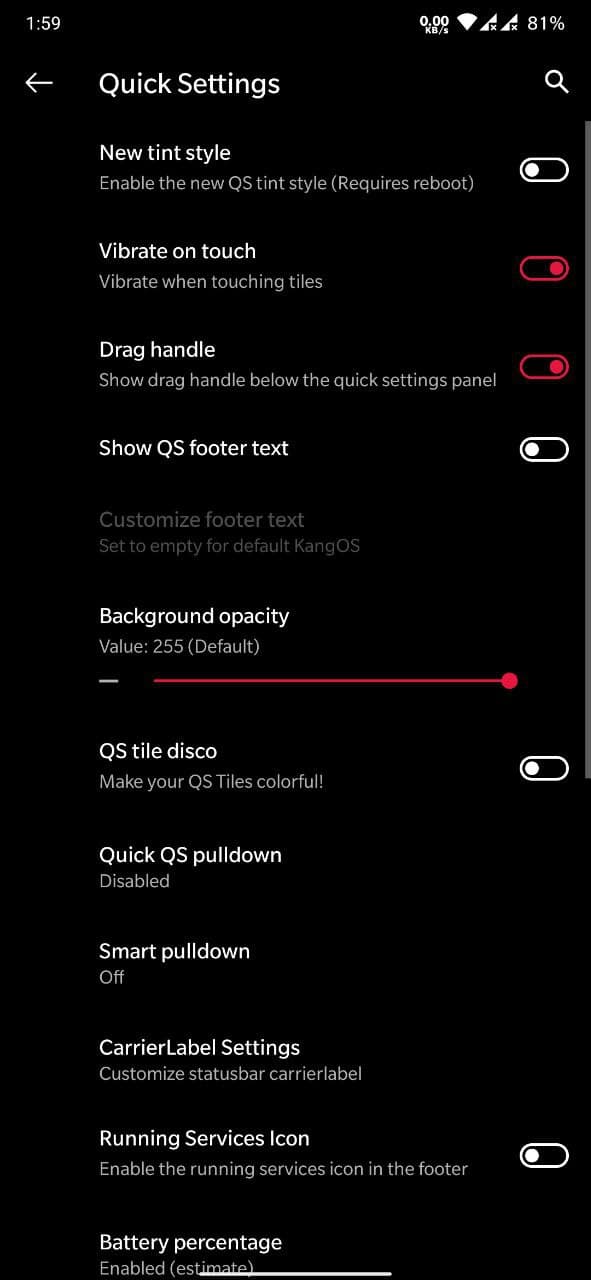 1:59 0.00 KB/s 81%
Quick Settings
New tint style
Enable the new QS tint style (Requires reboot)
Vibrate on touch
Vibrate when touching tiles
Drag handle
Show drag handle below the quick settings panel
Show QS footer text
Customize footer text
Set to empty for default KangOS
Background opacity
Value: 255 (Default)
QS tile disco
Make your QS Tiles colorful!
Quick QS pulldown
Disabled
Smart pulldown
Off
CarrierLabel Settings
Customize statusbar carrierlabel
Running Services Icon
Enable the running services icon in the footer
Battery percentage
Enabled (estimate)